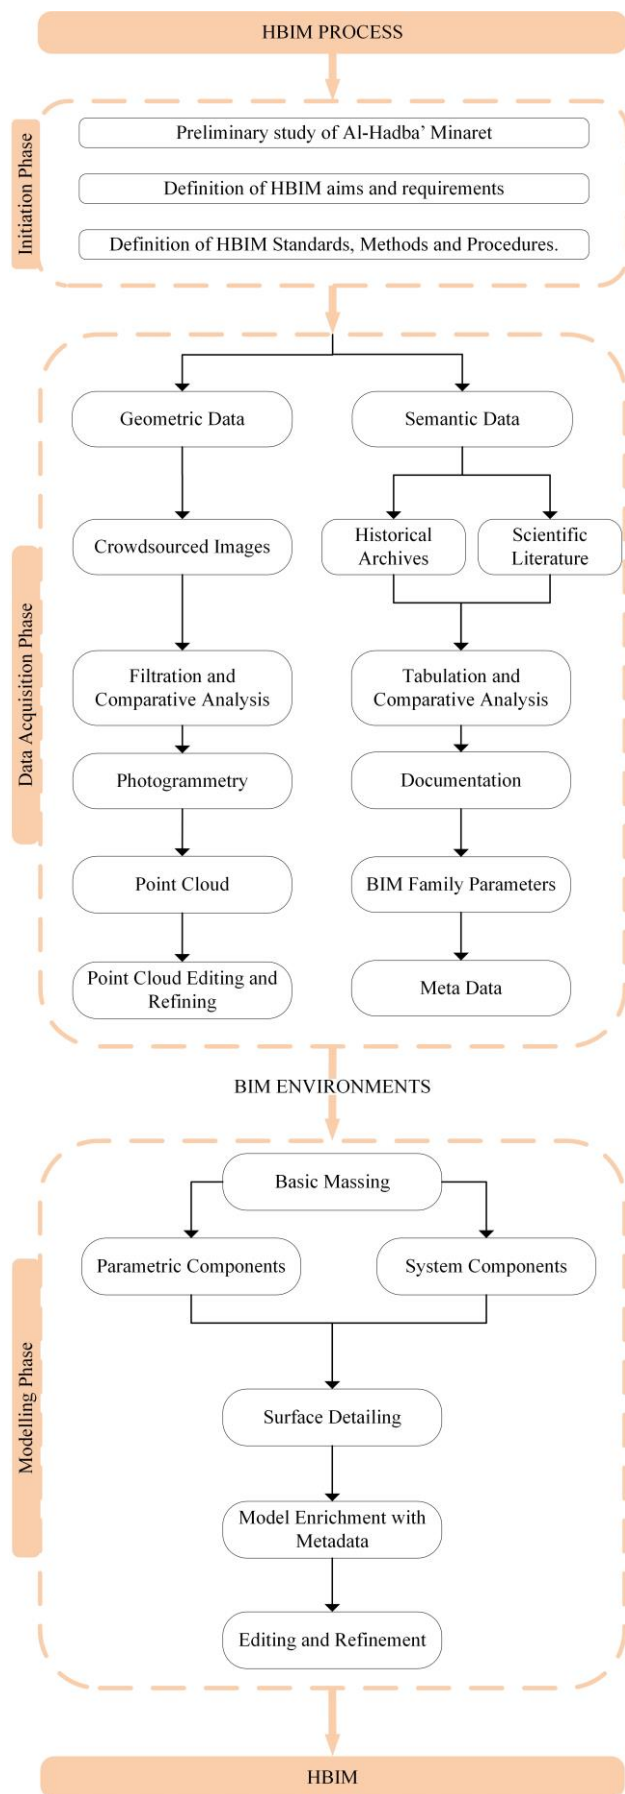 HBIM PROCESS
Initiation Phase
Preliminary study of Al-Hadba’ Minaret
Definition of HBIM aims and requirements
Definition of HBIM Standards, Methods and Procedures.
Data Acquisition Phase
Geometric Data
Semantic Data
Crowdsourced Images
Historical
Archives
Scientific
Literature
Filtration and
Comparative Analysis
Tabulation and
Comparative Analysis
Photogrammetry
Documentation
Point Cloud
BIM Family Parameters
Point Cloud Editing and
Refining
Meta Data
BIM ENVIRONMENTS
Modelling Phase
Basic Massing
Parametric Components
System Components
Surface Detailing
Model Enrichment with
Metadata
Editing and Refinement
HBIM